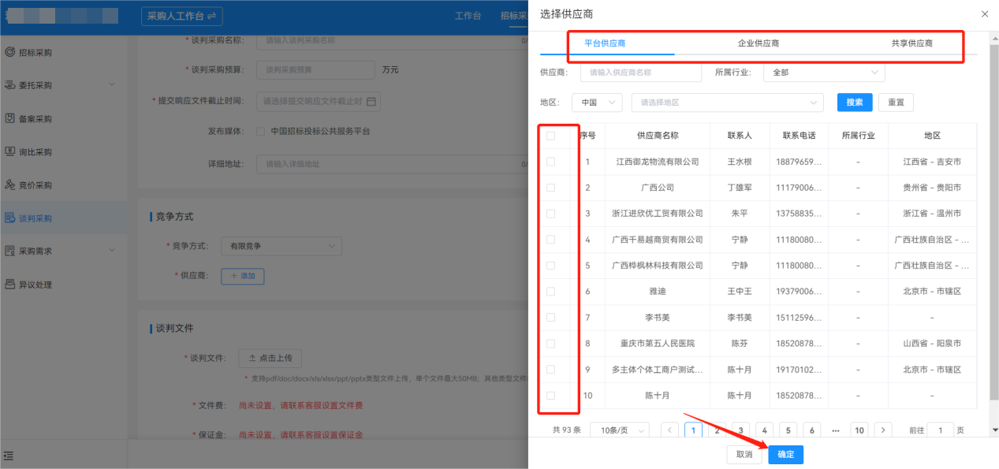 采购人工作台 ⇌
工作台
招标采
招标采购
委托采购
备案采购
询比采购
竞价采购
谈判采购
采购需求
异议处理
* 谈判采购名称: 请输入谈判采购名称 0/
* 谈判采购预算: 谈判采购预算 万元
* 提交响应文件截止时间: 请选择提交响应文件截止时
发布媒体: 中国招标投标公共服务平台
详细地址: 请输入详细地址 0/
竞争方式
* 竞争方式: 有限竞争
* 供应商: + 添加
谈判文件
* 谈判文件: 点击上传
* 支持pdf/doc/docx/xls/xlsx/ppt/pptx类型文件上传，单个文件最大50MB；其他类型文件
* 文件费: 尚未设置，请联系客服设置文件费
* 保证金: 尚未设置，请联系客服设置保证金
选择供应商
平台供应商 企业供应商 共享供应商
供应商: 请输入供应商名称 所属行业: 全部
地区: 中国 请选择地区 搜索 重置
序号 供应商名称 联系人 联系电话 所属行业 地区
1 江西御龙物流有限公司 王水根 18879659... - 江西省 - 吉安市
2 广西公司 丁雄军 11179006... - 贵州省 - 贵阳市
3 浙江进欣优工贸有限公司 朱平 13758835... - 浙江省 - 温州市
4 广西千易越商贸有限公司 宁静 11180080... - 广西壮族自治区 - ...
5 广西桦枫林科技有限公司 宁静 11180080... - 广西壮族自治区 - ...
6 雅迪 王中王 19379006... - 北京市 - 市辖区
7 李书美 李书美 15112596... - -
8 重庆市第五人民医院 陈芬 18520878... - 山西省 - 阳泉市
9 多主体个体工商户测试... 陈十月 19170102... - 北京市 - 市辖区
10 陈十月 陈十月 18520878... - -
共 93 条 10条/页 1 2 3 4 5 6 ••• 10 前往 1 页
取消 确定